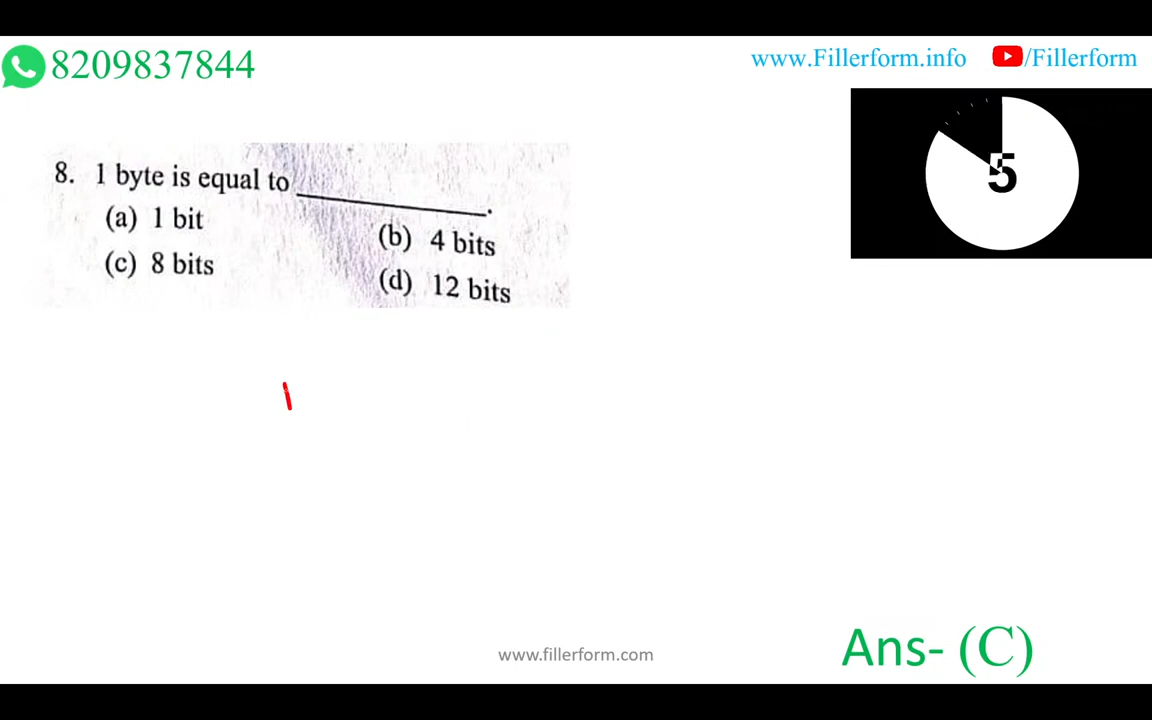 8209837844
www.Fillerform.info /Fillerform
5
8. 1 byte is equal to ____________.
(a) 1 bit
(b) 4 bits
(c) 8 bits
(d) 12 bits
Ans- (C)
www.fillerform.com